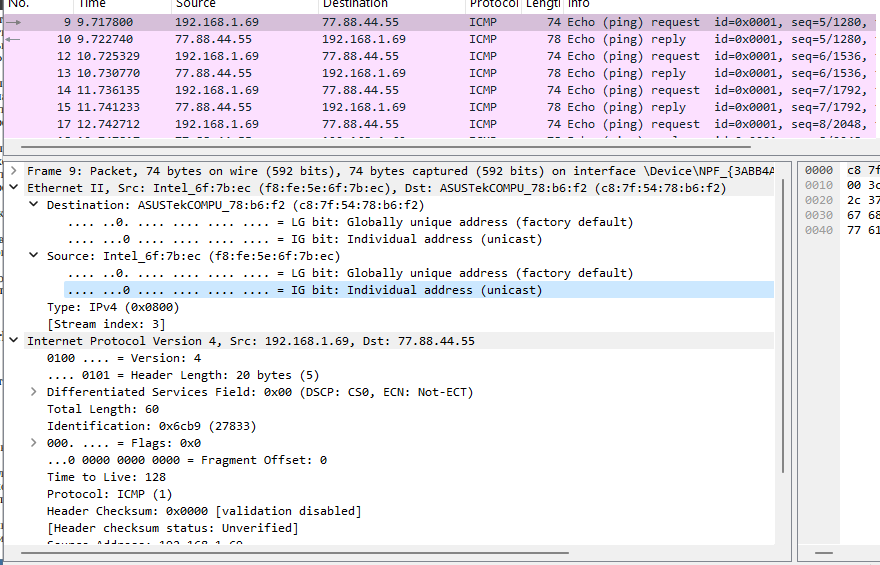 No. Time Source Destination Protocol Lengtl Info
9 9.717800 192.168.1.69 77.88.44.55 ICMP 74 Echo (ping) request id=0x0001, seq=5/1280,
10 9.722740 77.88.44.55 192.168.1.69 ICMP 78 Echo (ping) reply id=0x0001, seq=5/1280,
12 10.725329 192.168.1.69 77.88.44.55 ICMP 74 Echo (ping) request id=0x0001, seq=6/1536,
13 10.730770 77.88.44.55 192.168.1.69 ICMP 78 Echo (ping) reply id=0x0001, seq=6/1536,
14 11.736135 192.168.1.69 77.88.44.55 ICMP 74 Echo (ping) request id=0x0001, seq=7/1792,
15 11.741233 77.88.44.55 192.168.1.69 ICMP 78 Echo (ping) reply id=0x0001, seq=7/1792,
17 12.742712 192.168.1.69 77.88.44.55 ICMP 74 Echo (ping) request id=0x0001, seq=8/2048,
Frame 9: Packet, 74 bytes on wire (592 bits), 74 bytes captured (592 bits) on interface \Device\NPF_{3ABB4A
Ethernet II, Src: Intel_6f:7b:ec (f8:fe:5e:6f:7b:ec), Dst: ASUSTekCOMPU_78:b6:f2 (c8:7f:54:78:b6:f2)
Destination: ASUSTekCOMPU_78:b6:f2 (c8:7f:54:78:b6:f2)
.... ..0. .... .... .... .... = LG bit: Globally unique address (factory default)
.... ...0 .... .... .... .... = IG bit: Individual address (unicast)
Source: Intel_6f:7b:ec (f8:fe:5e:6f:7b:ec)
.... ..0. .... .... .... .... = LG bit: Globally unique address (factory default)
.... ...0 .... .... .... .... = IG bit: Individual address (unicast)
Type: IPv4 (0x0800)
[Stream index: 3]
Internet Protocol Version 4, Src: 192.168.1.69, Dst: 77.88.44.55
0100 .... = Version: 4
.... 0101 = Header Length: 20 bytes (5)
Differentiated Services Field: 0x00 (DSCP: CS0, ECN: Not-ECT)
Total Length: 60
Identification: 0x6cb9 (27833)
000. .... = Flags: 0x0
...0 0000 0000 0000 = Fragment Offset: 0
Time to Live: 128
Protocol: ICMP (1)
Header Checksum: 0x0000 [validation disabled]
[Header checksum status: Unverified]
Source Address: 192.168.1.69
0000 c8 7f
0010 00 3c
0020 2c 37
0030 67 68
0040 77 61